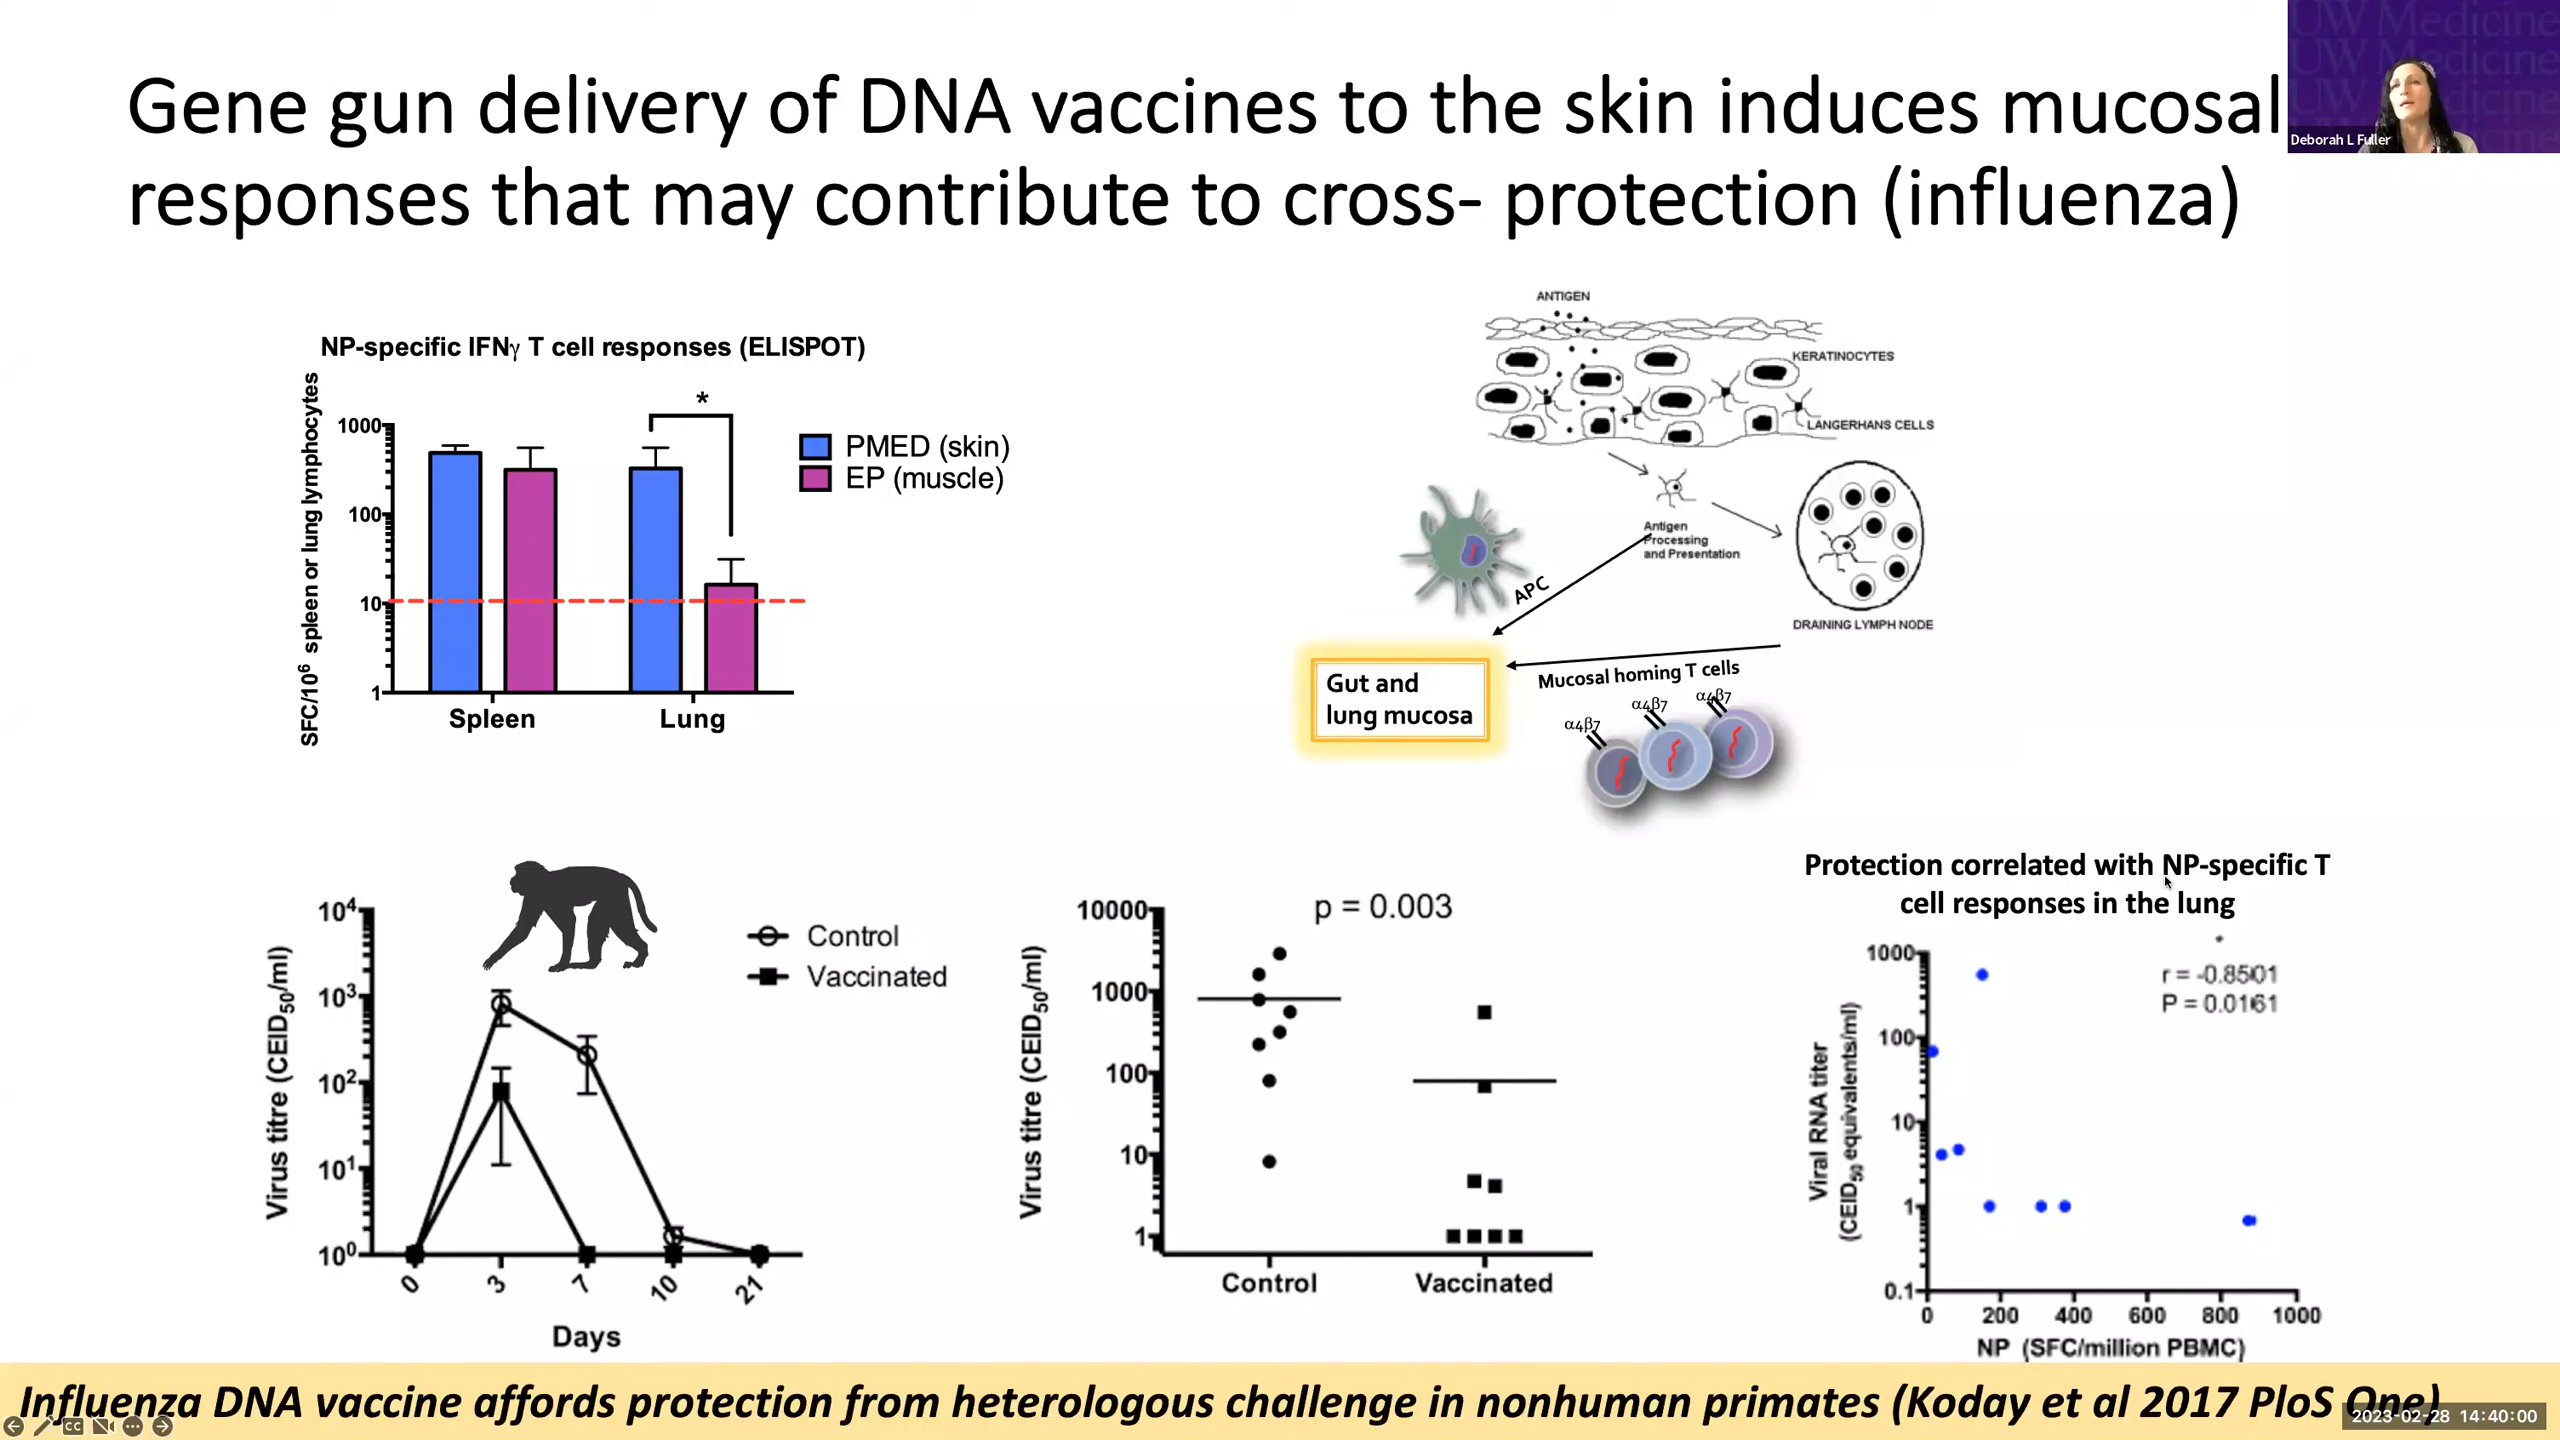 Gene gun delivery of DNA vaccines to the skin induces mucosal
responses that may contribute to cross- protection (influenza)
UW Medicine
UW Medicine
Deborah L Fuller
NP-specific IFNγ T cell responses (ELISPOT)
SFC/10⁶ spleen or lung lymphocytes
1000
100
10
1
*
PMED (skin)
EP (muscle)
Spleen
Lung
ANTIGEN
KERATINOCYTES
LANGERHANS CELLS
Antigen
Processing
and Presentation
APC
DRAINING LYMPH NODE
Mucosal homing T cells
α4β7
α4β7
α4β7
Gut and
lung mucosa
Virus titre (CEID₅₀/ml)
10⁴
10³
10²
10¹
10⁰
Control
Vaccinated
0 3 7 10 21
Days
Virus titre (CEID₅₀/ml)
p = 0.003
10000
1000
100
10
1
Control
Vaccinated
Protection correlated with NP-specific T
cell responses in the lung
*
r = -0.8501
P = 0.0161
Viral RNA titer
(CEID₅₀ equivalents/ml)
1000
100
10
1
0.1
0 200 400 600 800 1000
NP (SFC/million PBMC)
Influenza DNA vaccine affords protection from heterologous challenge in nonhuman primates (Koday et al 2017 PloS One)
CC
2023-02-28 14:40:00